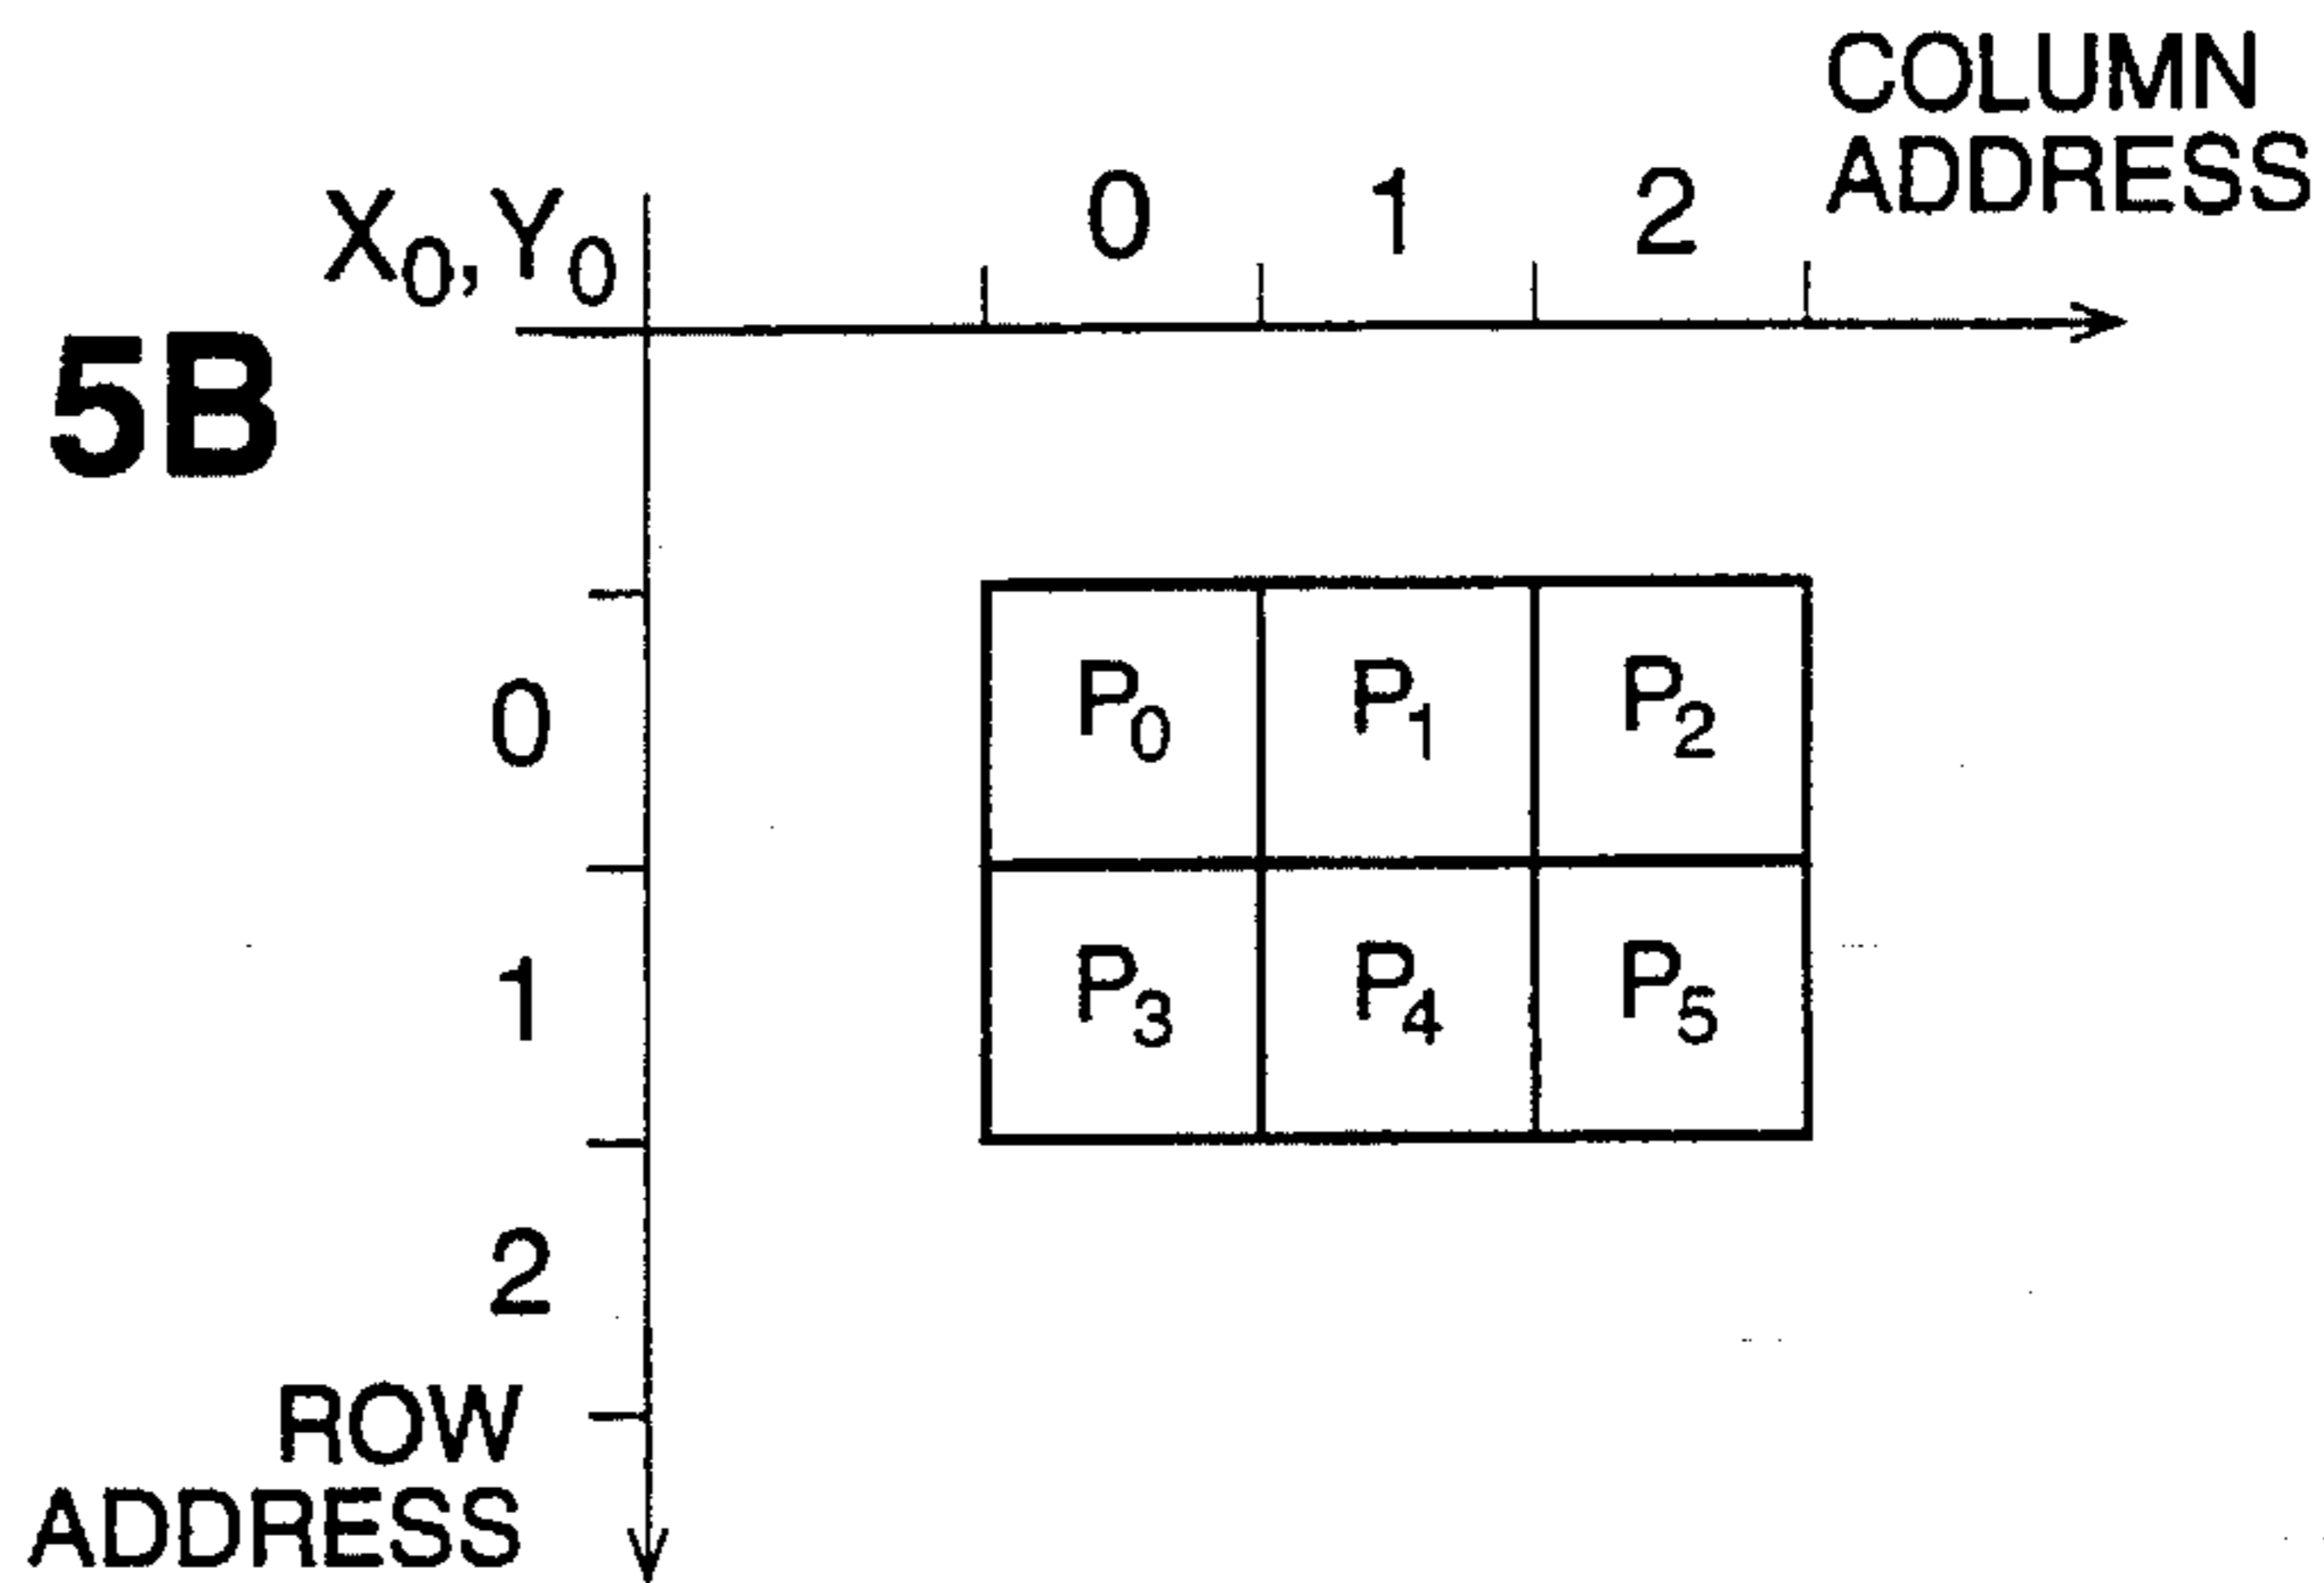 COLUMN
ADDRESS
X₀,Y₀ 0 1 2
5B
0 P₀ P₁ P₂
1 P₃ P₄ P₅
2
ROW
ADDRESS